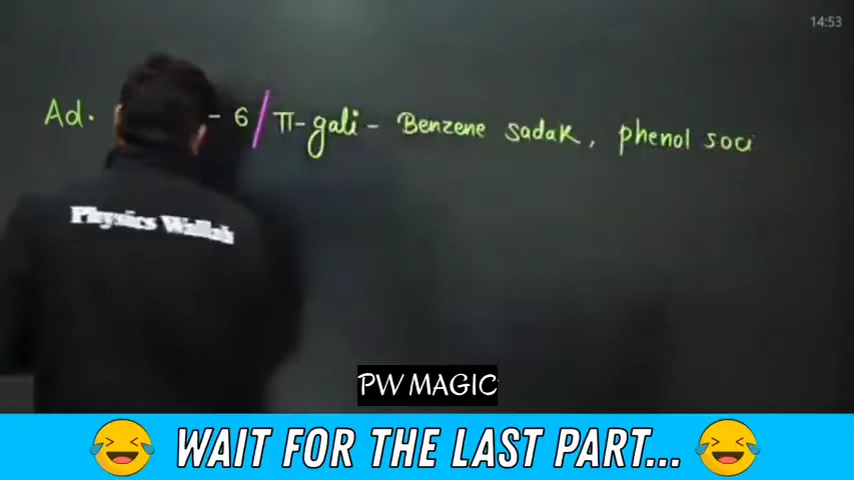 14:53
Ad. - 6 / π-gali - Benzene sadak, phenol soci
Physics Wallah
PW MAGIC
WAIT FOR THE LAST PART...